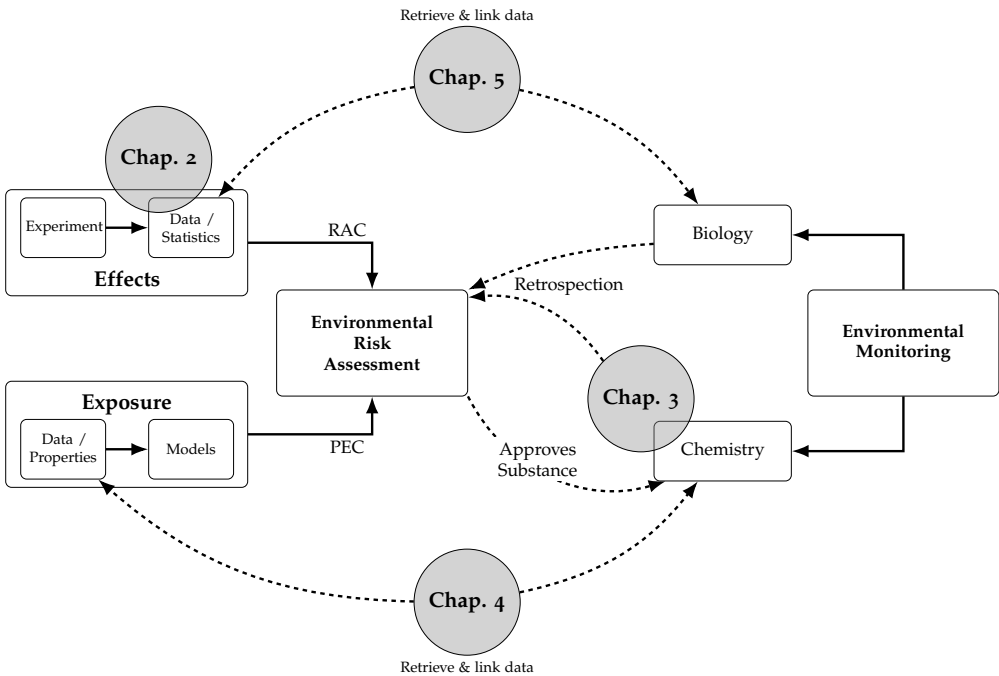 Retrieve & link data
Chap. 5
Chap. 2
Experiment
Data /
Statistics
Effects
RAC
Biology
Retrospection
Environmental
Risk
Assessment
Environmental
Monitoring
Exposure
Data /
Properties
Models
PEC
Chap. 3
Approves
Substance
Chemistry
Chap. 4
Retrieve & link data